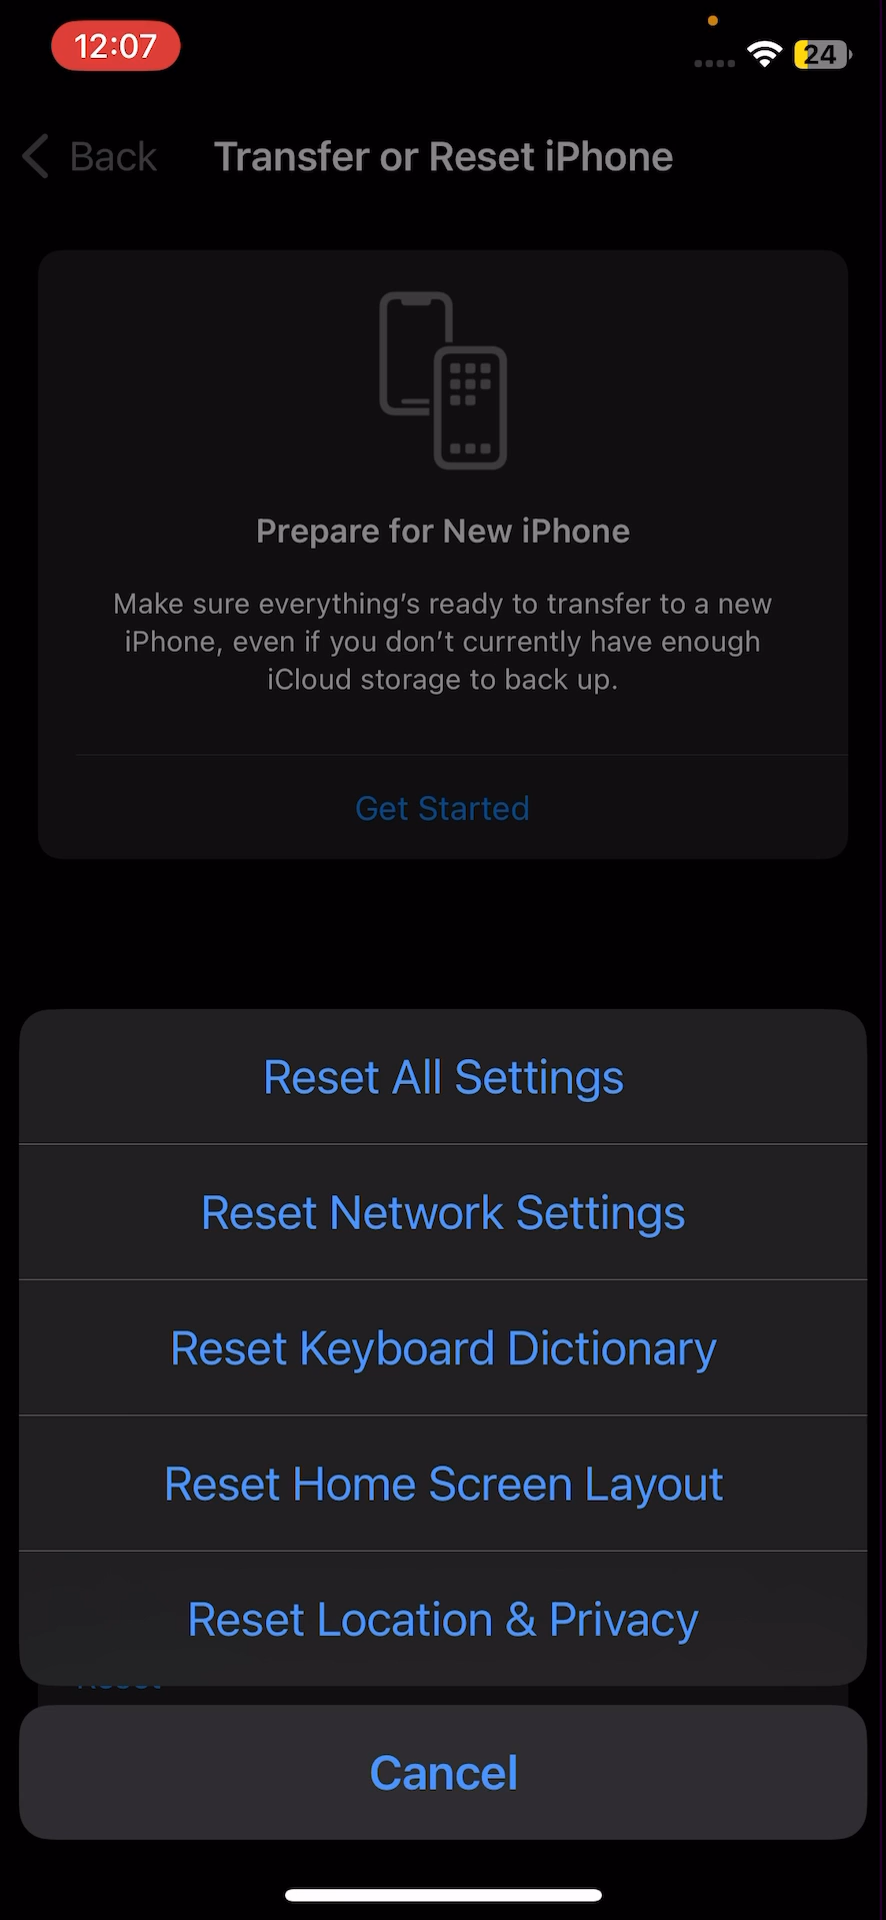 12:07
24
Back
Transfer or Reset iPhone
Prepare for New iPhone
Make sure everything's ready to transfer to a new
iPhone, even if you don't currently have enough
iCloud storage to back up.
Get Started
Reset All Settings
Reset Network Settings
Reset Keyboard Dictionary
Reset Home Screen Layout
Reset Location & Privacy
Cancel